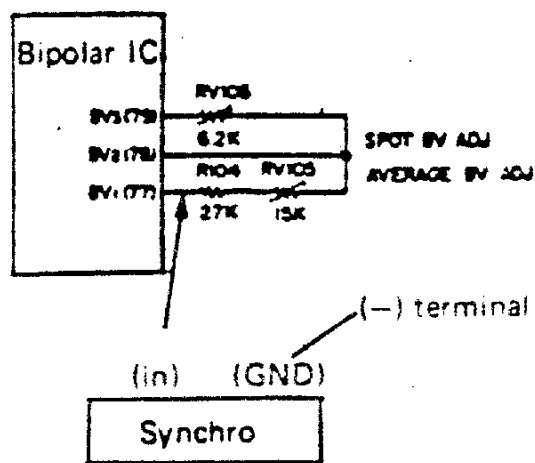 Bipolar IC
RV106
BV3(79)
6.2K
SPOT BV ADJ
BV2(78)
R104 RV105
AVERAGE BV ADJ
BV1(77)
27K 15K
(−) terminal
(in) (GND)
Synchro